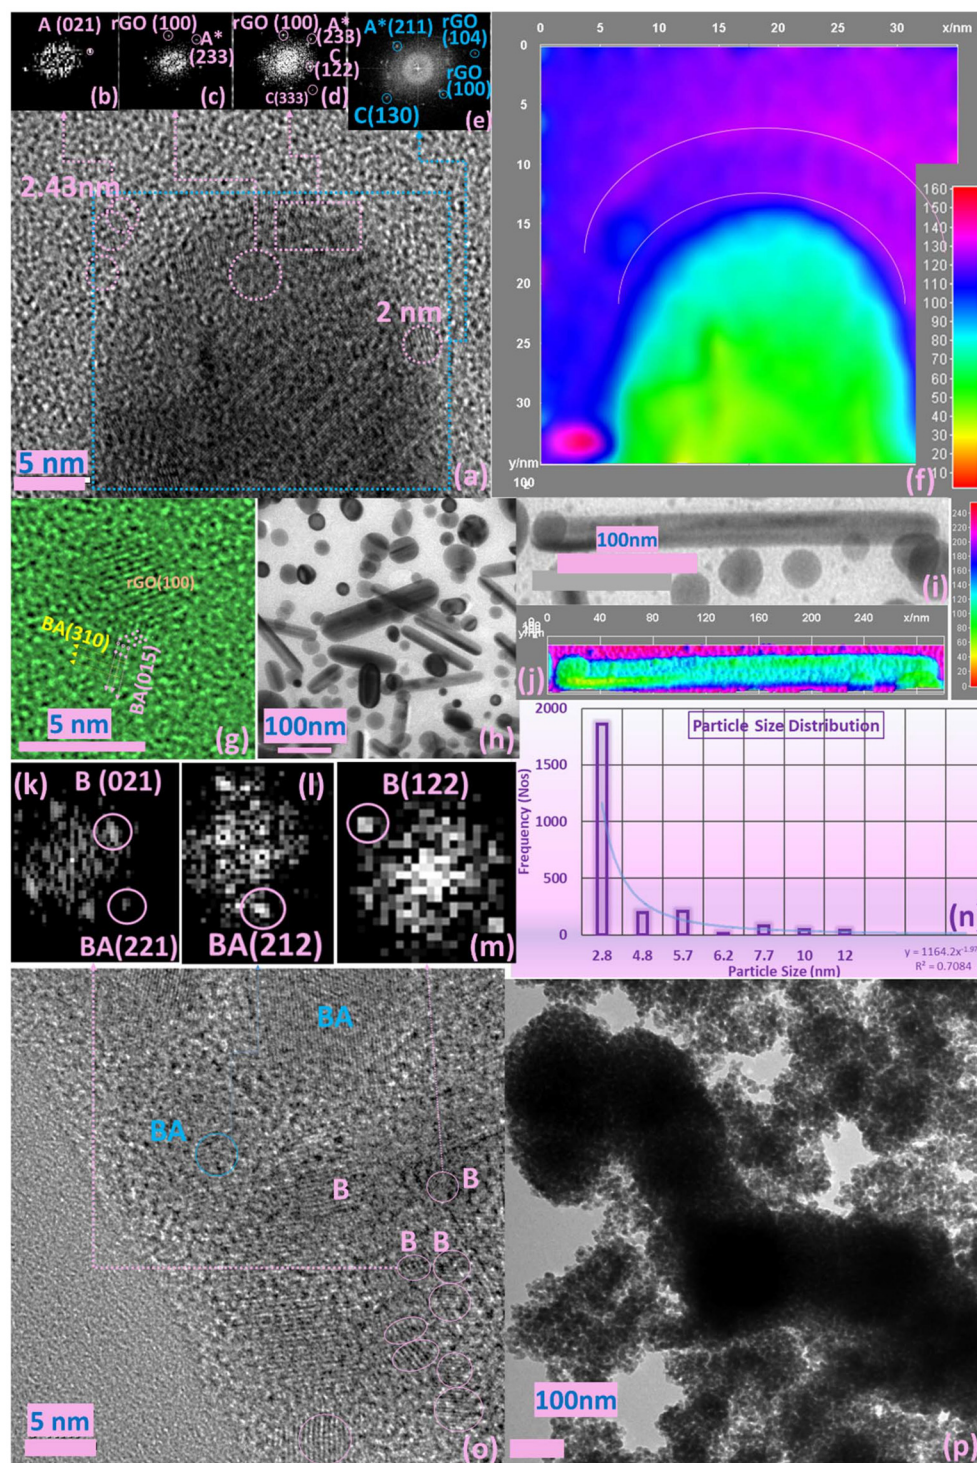 A (021)
(b)
rGO (100)
A*
(233)
(c)
rGO (100)
A*
(233)
C
(122)
C(333)
(d)
A*(211)
rGO
(104)
rGO
(100)
C(130)
(e)
2.43nm
2 nm
5 nm
(a)
0 5 10 15 20 25 30 x/nm
0
5
10
15
20
25
30
y/nm
160
150
140
130
120
110
100
90
80
70
60
50
40
30
20
10
(f)
rGO(100)
BA(310)
BA(015)
5 nm
(g)
100nm
(h)
100nm
(i)
240
220
200
180
160
140
120
100
80
60
40
20
0
0 40 80 120 160 200 240 x/nm
y/nm
(j)
(k)
B (021)
BA(221)
(l)
BA(212)
B(122)
(m)
Particle Size Distribution
Frequency (Nos)
2000
1500
1000
500
0
2.8 4.8 5.7 6.2 7.7 10 12
Particle Size (nm)
R² = 0.7084
(n)
BA
BA
B
B
B
B
5 nm
(o)
100nm
(p)